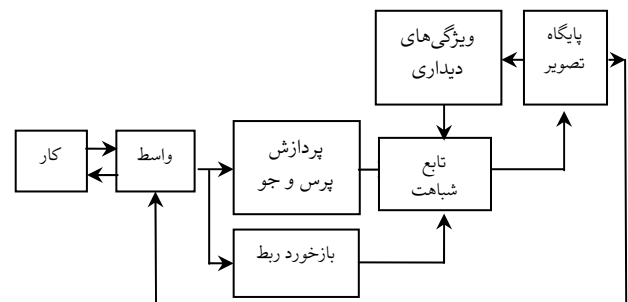 ویژگی‌های
دیداری
پایگاه
تصویر
کار
واسط
پردازش
پرس و جو
تابع
شباهت
بازخورد ربط